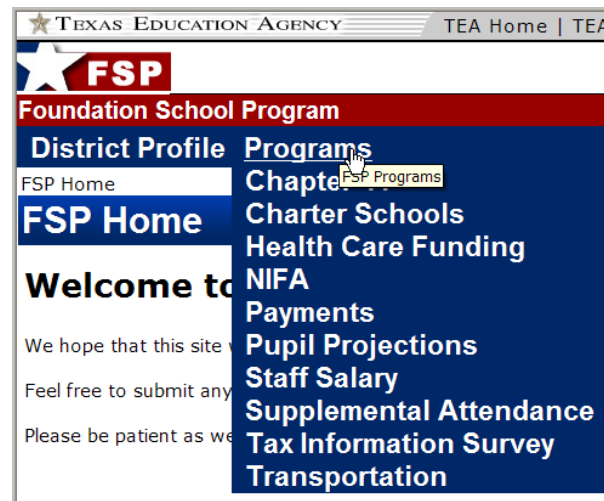 TEXAS EDUCATION AGENCY TEA Home | TEA
FSP
Foundation School Program
District Profile Programs
FSP Home
FSP Programs
Chapte
Charter Schools
FSP Home
Health Care Funding
NIFA
Welcome to
Payments
We hope that this site
Pupil Projections
Staff Salary
Feel free to submit any
Supplemental Attendance
Please be patient as we
Tax Information Survey
Transportation